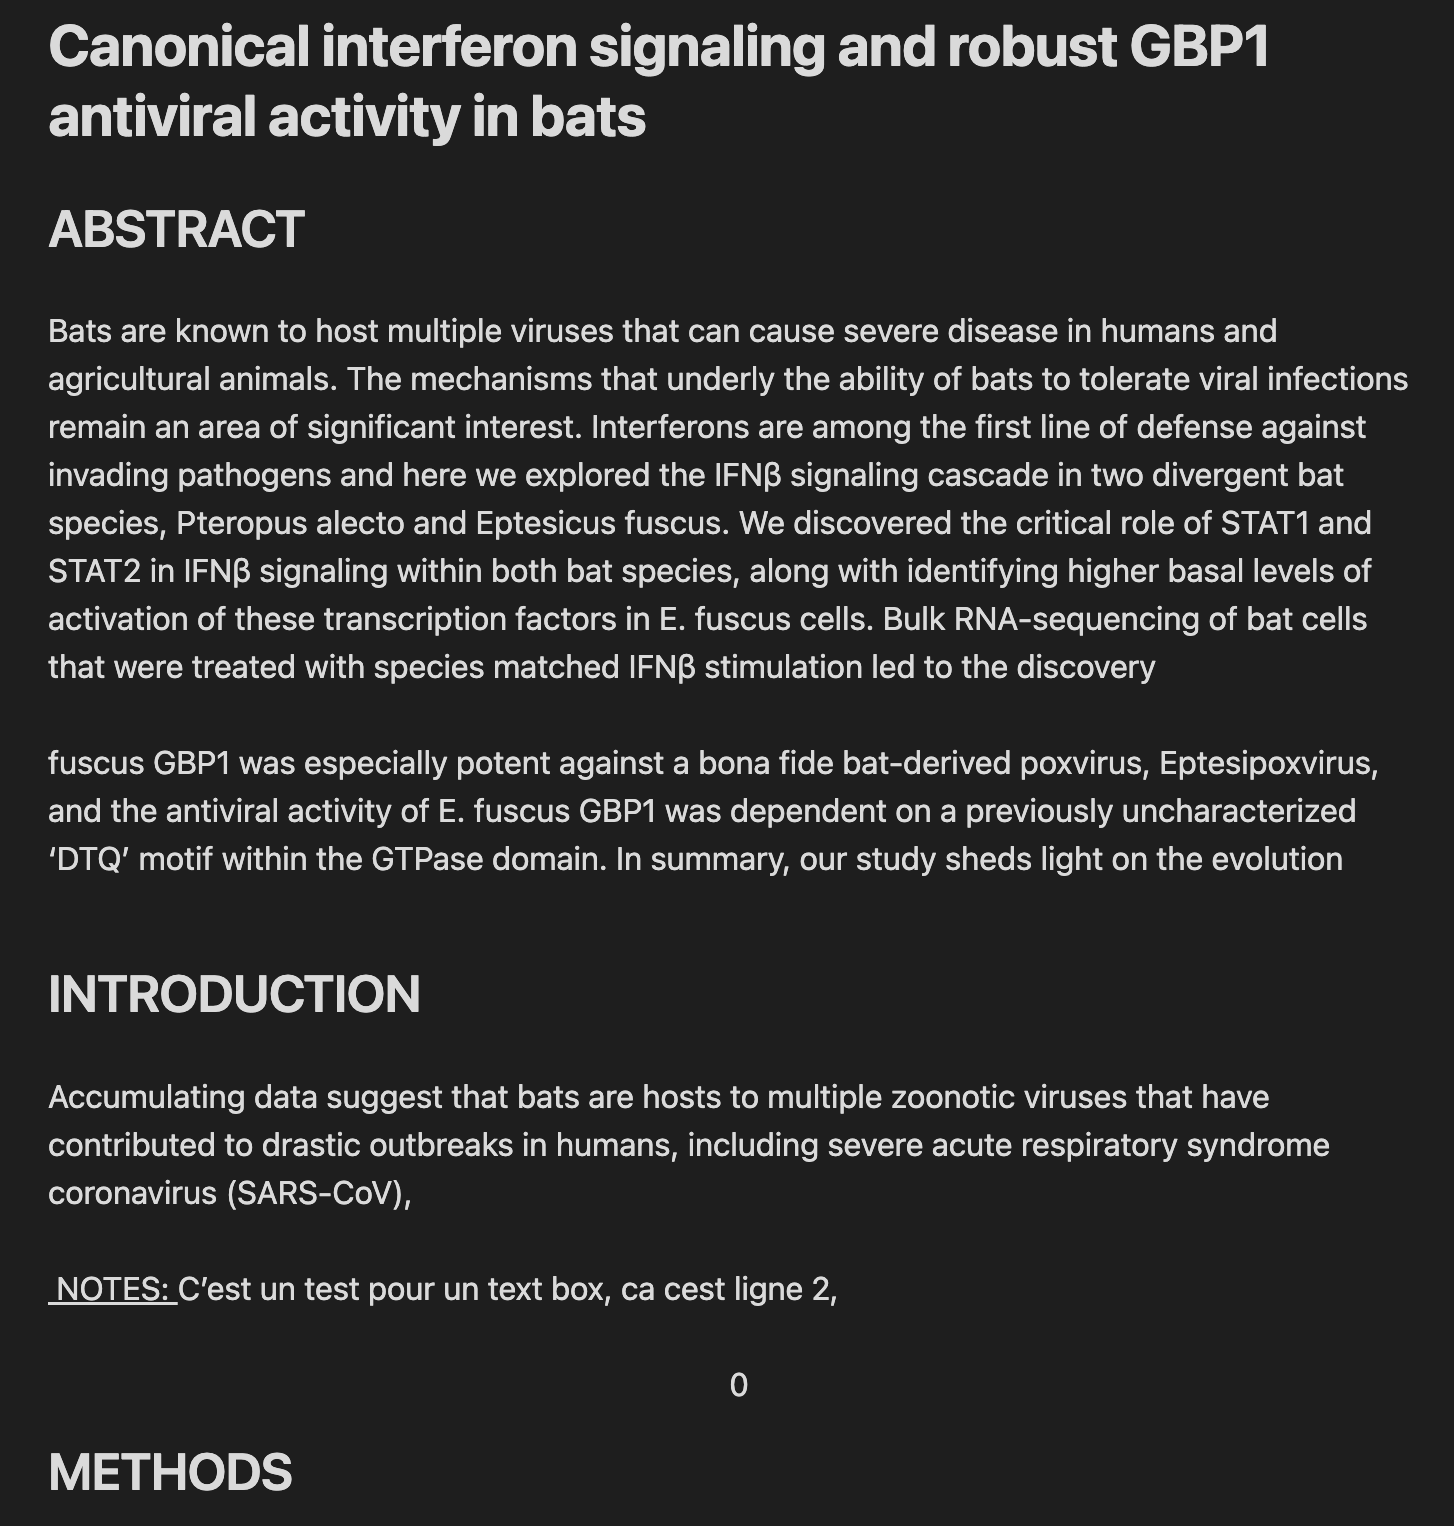 Canonical interferon signaling and robust GBP1
antiviral activity in bats
ABSTRACT
Bats are known to host multiple viruses that can cause severe disease in humans and
agricultural animals. The mechanisms that underly the ability of bats to tolerate viral infections
remain an area of significant interest. Interferons are among the first line of defense against
invading pathogens and here we explored the IFNβ signaling cascade in two divergent bat
species, Pteropus alecto and Eptesicus fuscus. We discovered the critical role of STAT1 and
STAT2 in IFNβ signaling within both bat species, along with identifying higher basal levels of
activation of these transcription factors in E. fuscus cells. Bulk RNA-sequencing of bat cells
that were treated with species matched IFNβ stimulation led to the discovery
fuscus GBP1 was especially potent against a bona fide bat-derived poxvirus, Eptesipoxvirus,
and the antiviral activity of E. fuscus GBP1 was dependent on a previously uncharacterized
‘DTQ’ motif within the GTPase domain. In summary, our study sheds light on the evolution
INTRODUCTION
Accumulating data suggest that bats are hosts to multiple zoonotic viruses that have
contributed to drastic outbreaks in humans, including severe acute respiratory syndrome
coronavirus (SARS-CoV),
NOTES: C’est un test pour un text box, ca cest ligne 2,
0
METHODS